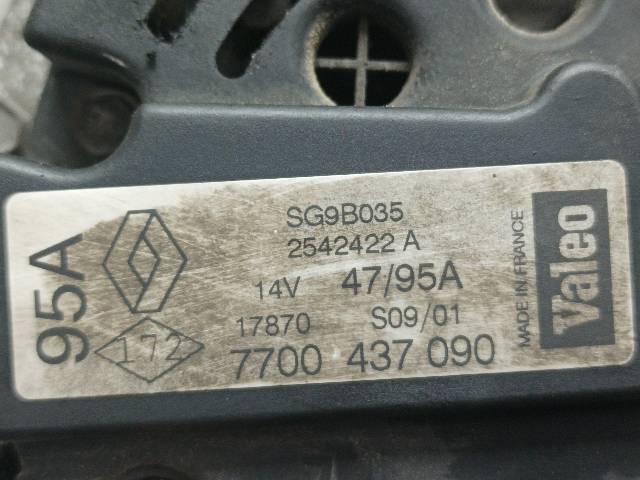 95A
172
SG9B035
2542422 A
14V 47/95A
17870 S09/01
7700 437 090
MADE IN FRANCE
Valeo